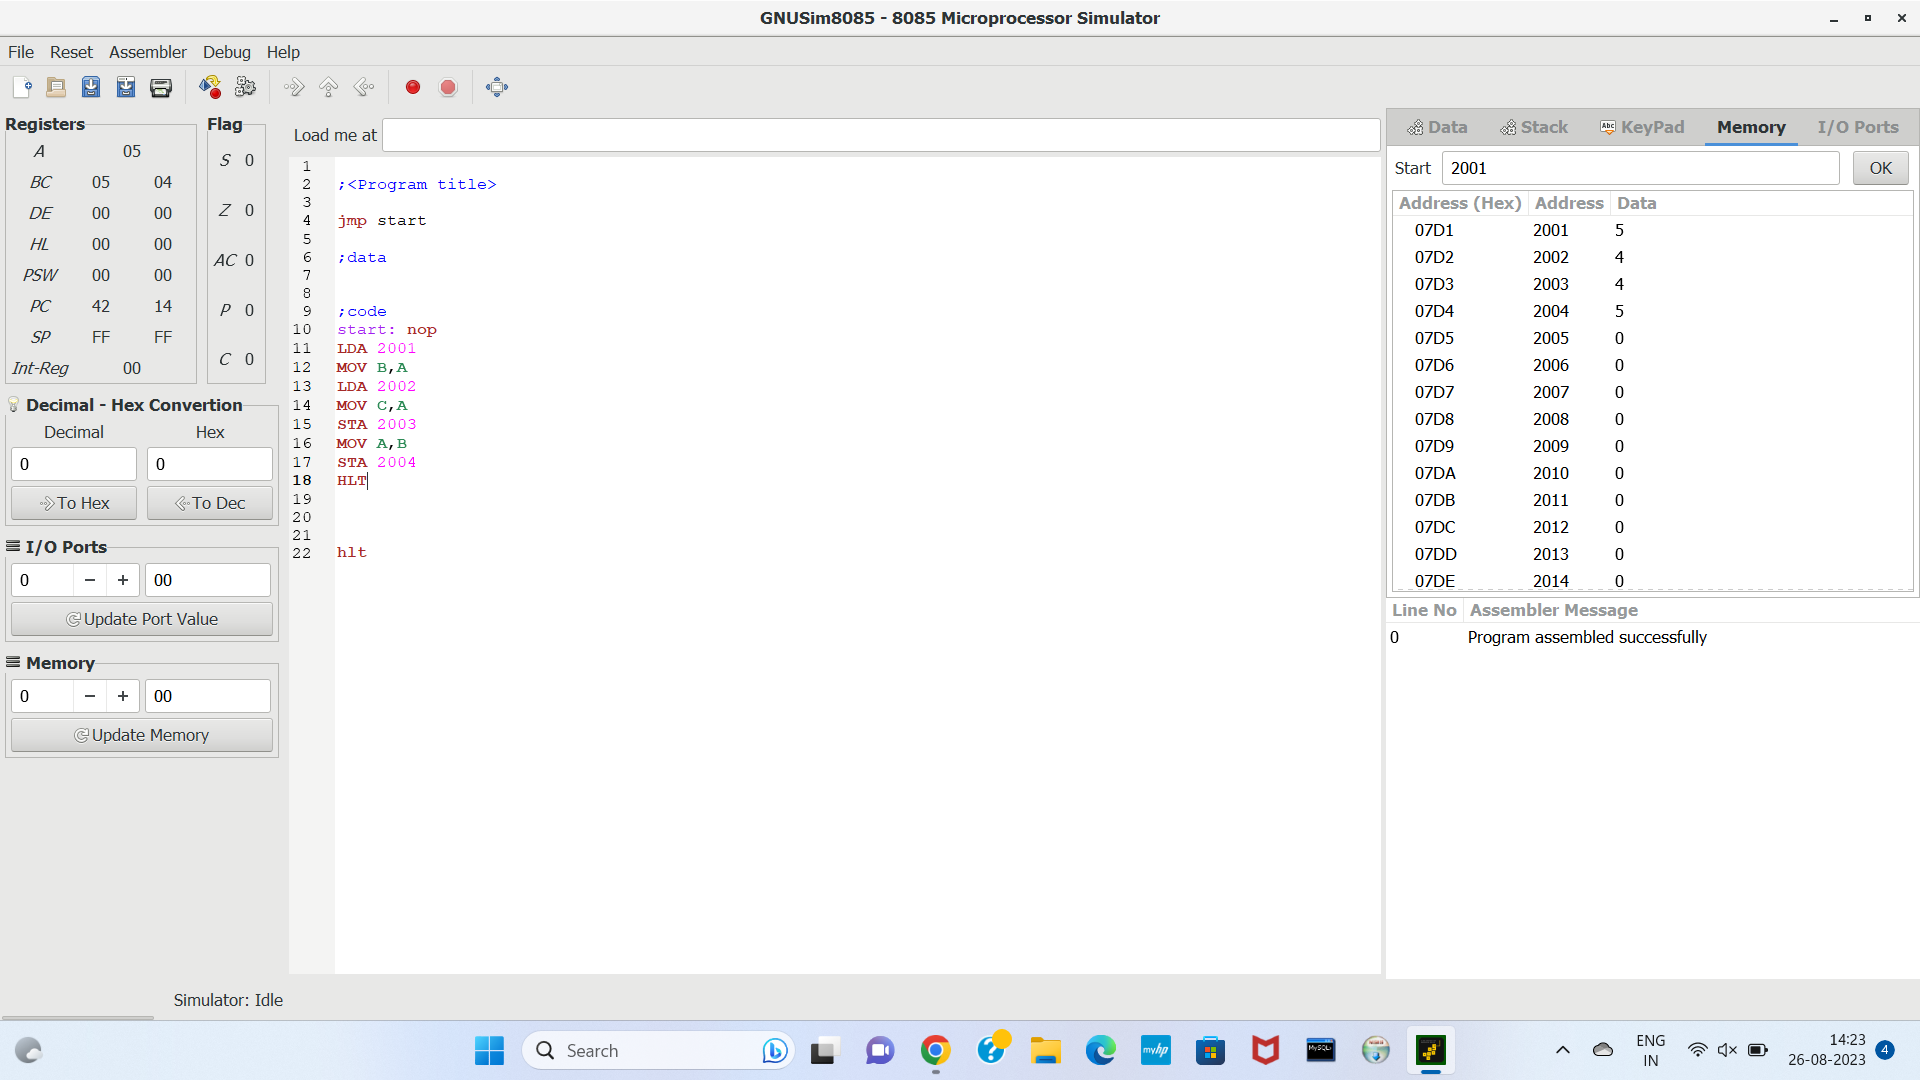 GNUSim8085 - 8085 Microprocessor Simulator
File Reset Assembler Debug Help
Registers
A 05
BC 05 04
DE 00 00
HL 00 00
PSW 00 00
PC 42 14
SP FF FF
Int-Reg 00
Flag
S 0
Z 0
AC 0
P 0
C 0
Decimal - Hex Convertion
Decimal Hex
0 0
To Hex To Dec
I/O Ports
0 − + 00
Update Port Value
Memory
0 − + 00
Update Memory
Load me at
1
2 ;<Program title>
3
4 jmp start
5
6 ;data
7
8
9 ;code
10 start: nop
11 LDA 2001
12 MOV B,A
13 LDA 2002
14 MOV C,A
15 STA 2003
16 MOV A,B
17 STA 2004
18 HLT
19
20
21
22 hlt
Data Stack Abc KeyPad Memory I/O Ports
Start 2001 OK
Address (Hex) Address Data
07D1 2001 5
07D2 2002 4
07D3 2003 4
07D4 2004 5
07D5 2005 0
07D6 2006 0
07D7 2007 0
07D8 2008 0
07D9 2009 0
07DA 2010 0
07DB 2011 0
07DC 2012 0
07DD 2013 0
07DE 2014 0
Line No Assembler Message
0 Program assembled successfully
Simulator: Idle
Search
myhp
MySQL
ENG
IN
14:23
26-08-2023
4